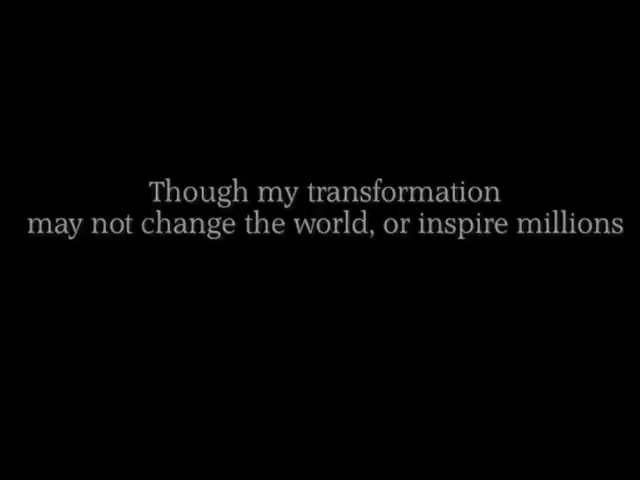 Though my transformation
may not change the world, or inspire millions